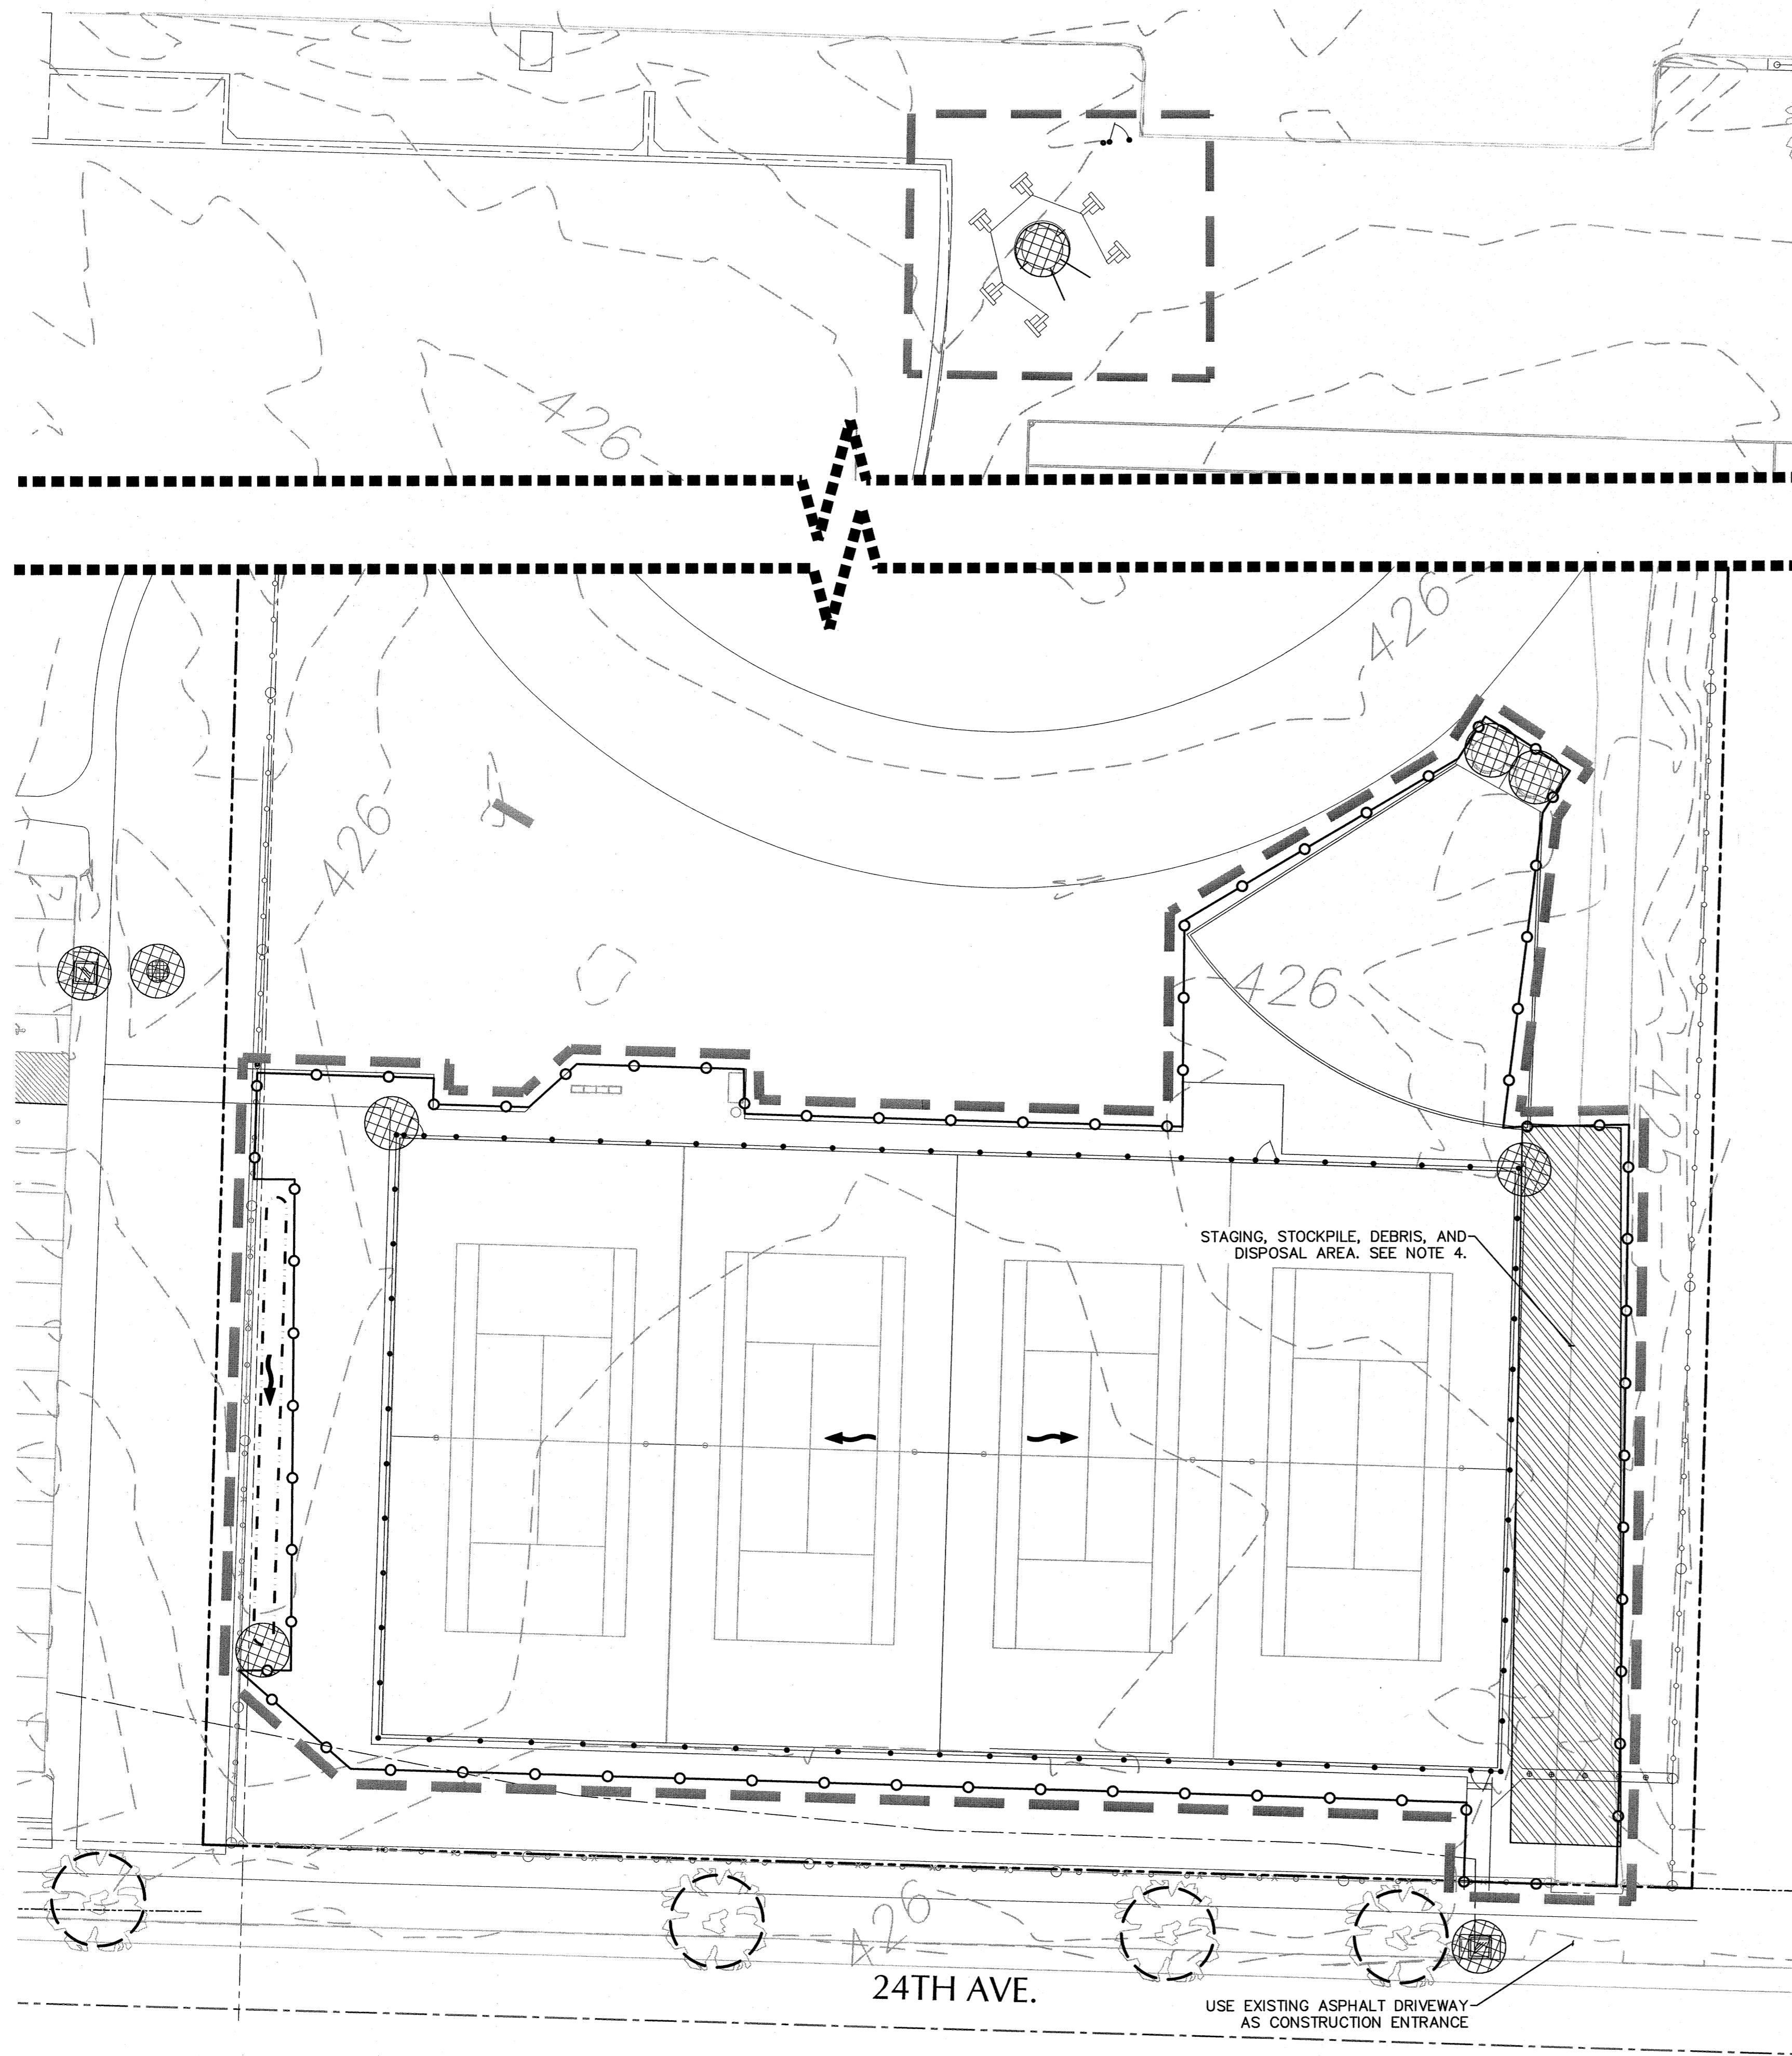 426
426
426
426
425
STAGING, STOCKPILE, DEBRIS, AND
DISPOSAL AREA. SEE NOTE 4.
426
24TH AVE.
USE EXISTING ASPHALT DRIVEWAY
AS CONSTRUCTION ENTRANCE